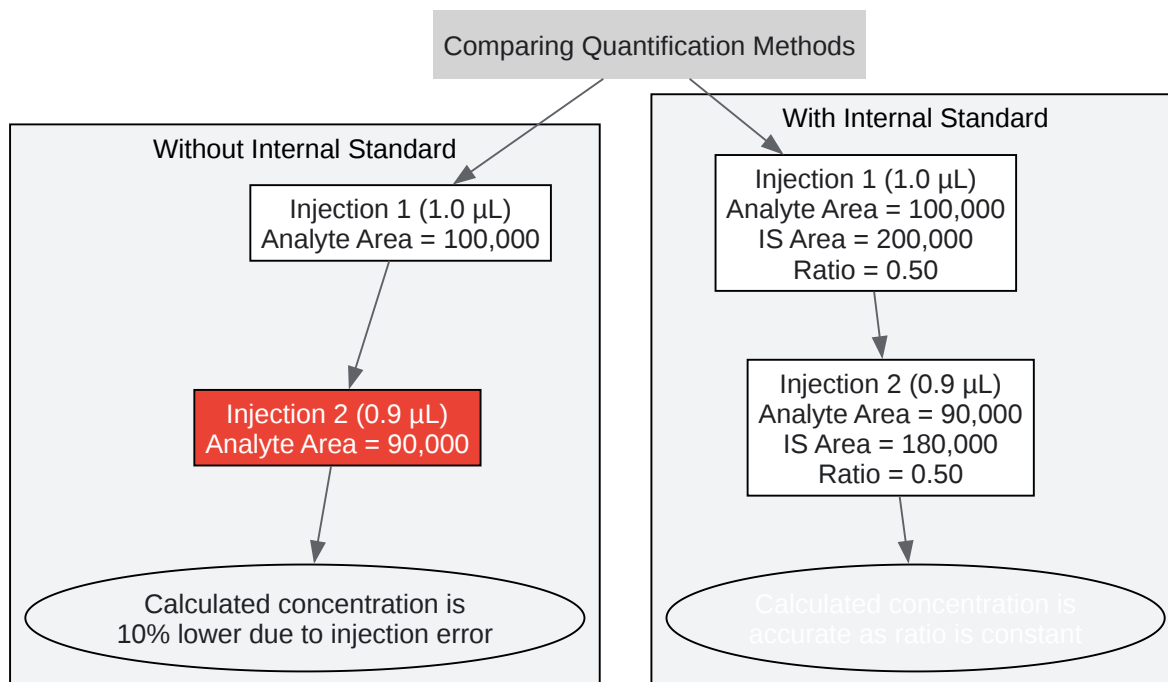 Comparing Quantification Methods
Without Internal Standard
Injection 1 (1.0 µL)
Analyte Area = 100,000
Injection 2 (0.9 µL)
Analyte Area = 90,000
Calculated concentration is
10% lower due to injection error
With Internal Standard
Injection 1 (1.0 µL)
Analyte Area = 100,000
IS Area = 200,000
Ratio = 0.50
Injection 2 (0.9 µL)
Analyte Area = 90,000
IS Area = 180,000
Ratio = 0.50
Calculated concentration is
accurate as ratio is constant